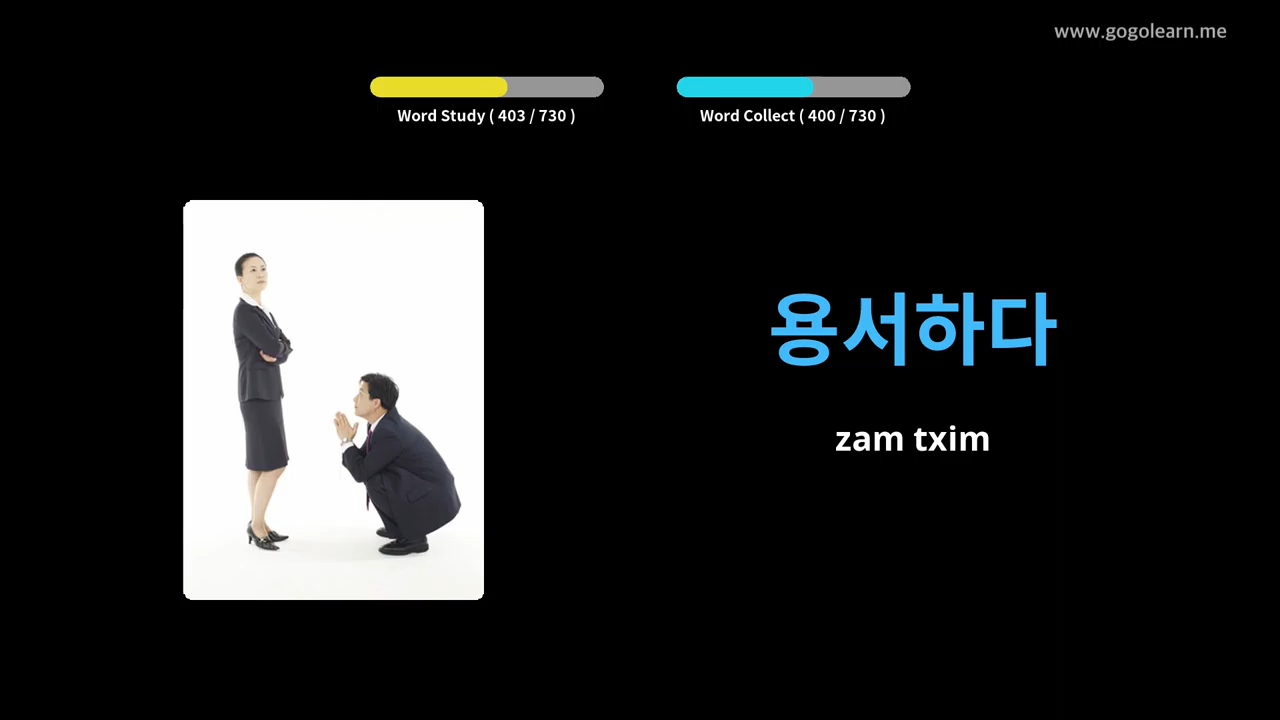 www.gogolearn.me
Word Study ( 403 / 730 )
Word Collect ( 400 / 730 )
용서하다
zam txim